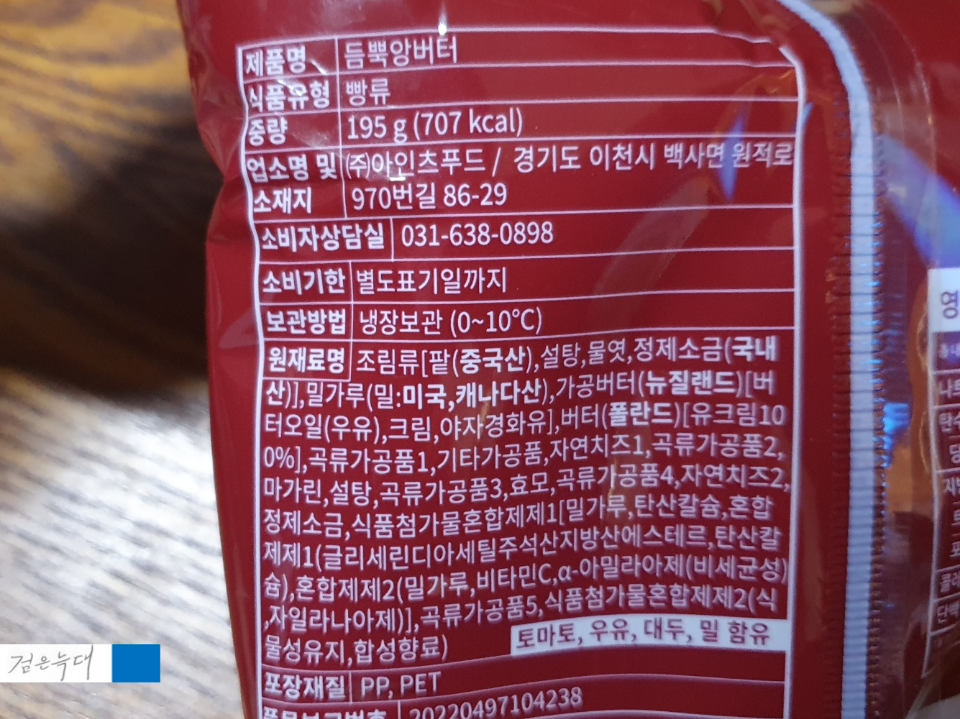 제품명 듬뿍앙버터
식품유형 빵류
중량 195 g (707 kcal)
업소명 및 ㈜아인츠푸드 / 경기도 이천시 백사면 원적로
소재지 970번길 86-29
소비자상담실 031-638-0898
소비기한 별도표기일까지
보관방법 냉장보관 (0~10℃)
원재료명 조림류[팥(중국산),설탕,물엿,정제소금(국내
산)],밀가루(밀:미국,캐나다산),가공버터(뉴질랜드)[버
터오일(우유),크림,야자경화유],버터(폴란드)[유크림10
0%],곡류가공품1,기타가공품,자연치즈1,곡류가공품2,
마가린,설탕,곡류가공품3,효모,곡류가공품4,자연치즈2,
정제소금,식품첨가물혼합제제1[밀가루,탄산칼슘,혼합
제제1(글리세린디아세틸주석산지방산에스테르,탄산칼
슘),혼합제제2(밀가루,비타민C,α-아밀라아제(비세균성)
,자일라나아제)],곡류가공품5,식품첨가물혼합제제2(식
물성유지,합성향료)
토마토, 우유, 대두, 밀 함유
포장재질 PP, PET
20220497104238
영
나트
탄수
당
지방
트
포
콜레
단백
검은늑대